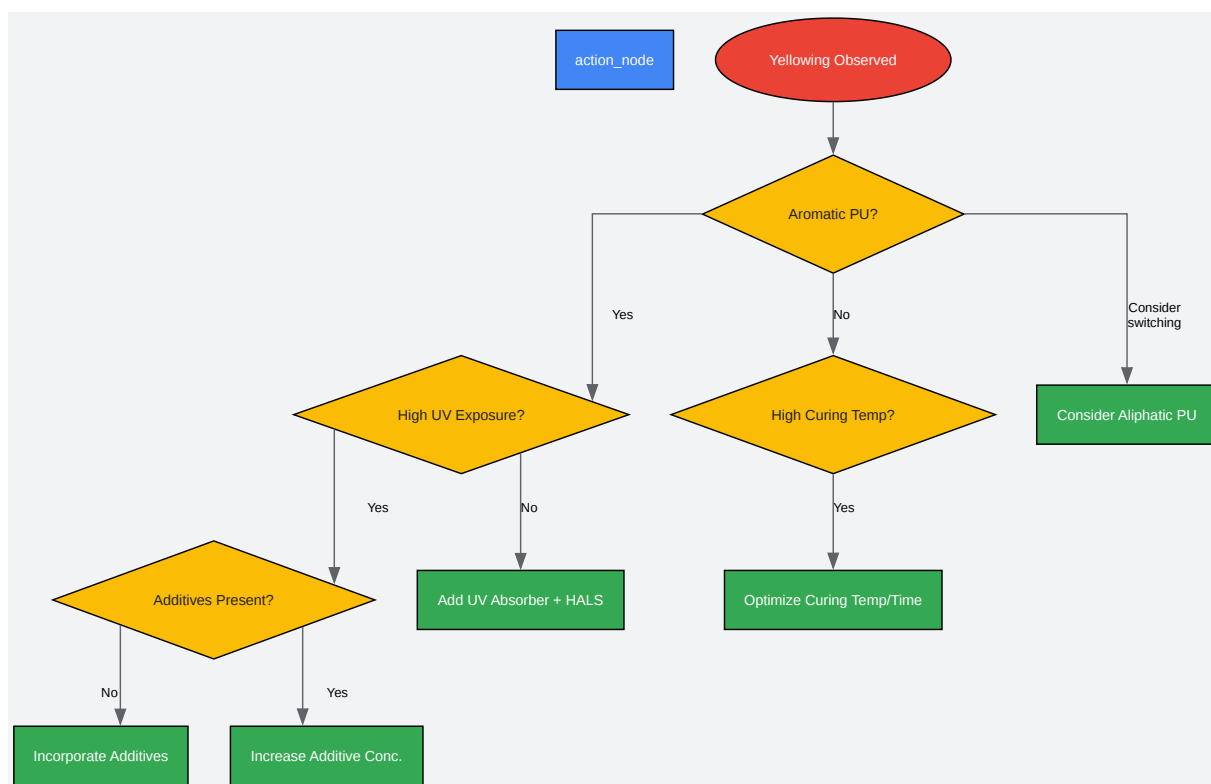 action_node
Yellowing Observed
Aromatic PU?
Yes
No
Consider
switching
High UV Exposure?
High Curing Temp?
Consider Aliphatic PU
Yes
No
Yes
Additives Present?
Add UV Absorber + HALS
Optimize Curing Temp/Time
No
Yes
Incorporate Additives
Increase Additive Conc.